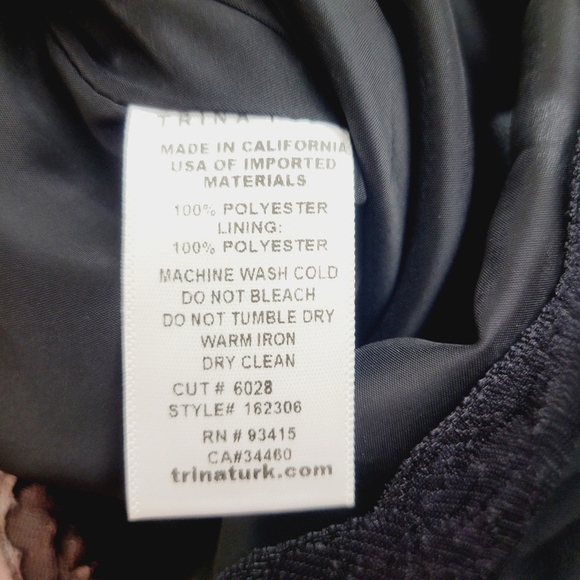 TRINA
MADE IN CALIFORNIA
USA OF IMPORTED
MATERIALS
100% POLYESTER
LINING:
100% POLYESTER
MACHINE WASH COLD
DO NOT BLEACH
DO NOT TUMBLE DRY
WARM IRON
DRY CLEAN
CUT # 6028
STYLE# 162306
RN # 93415
CA#34460
trinaturk.com